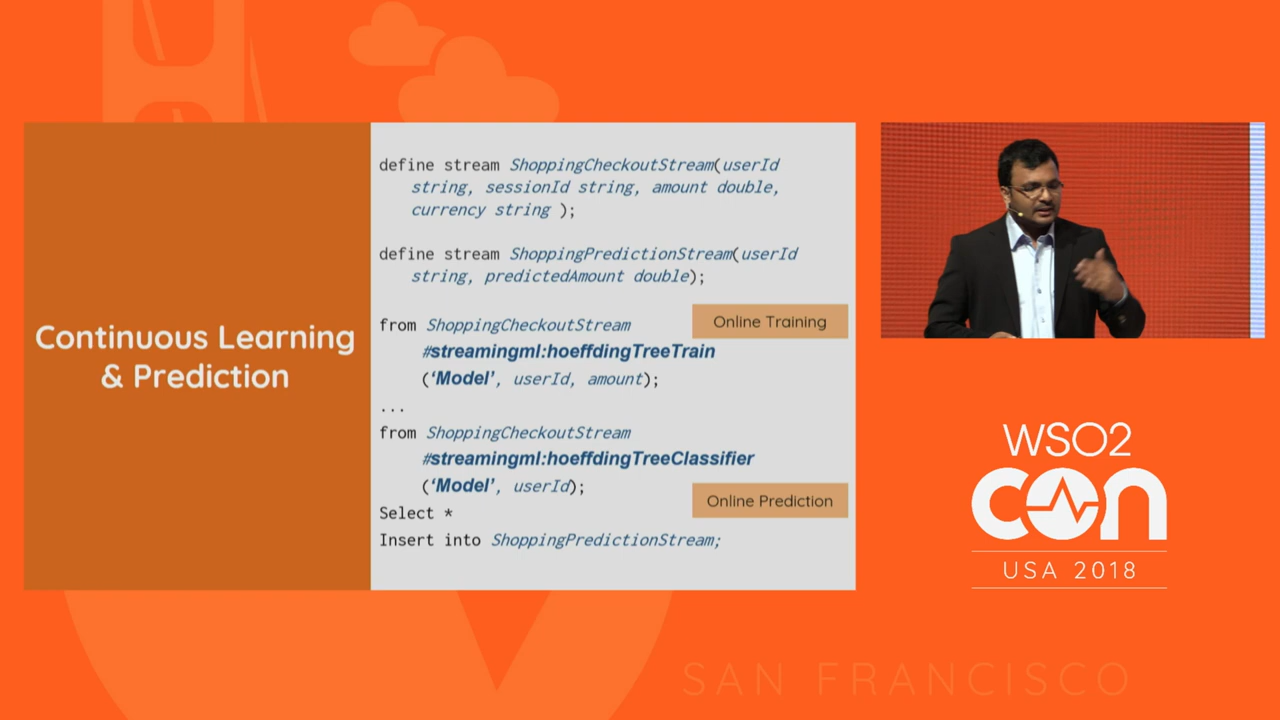 Continuous Learning
& Prediction
define stream ShoppingCheckoutStream(userId
string, sessionId string, amount double,
currency string );
define stream ShoppingPredictionStream(userId
string, predictedAmount double);
from ShoppingCheckoutStream
Online Training
#streamingml:hoeffdingTreeTrain
(‘Model’, userId, amount);
...
from ShoppingCheckoutStream
#streamingml:hoeffdingTreeClassifier
(‘Model’, userId);
Online Prediction
Select *
Insert into ShoppingPredictionStream;
WSO2
CON
USA 2018
SAN FRANCISCO